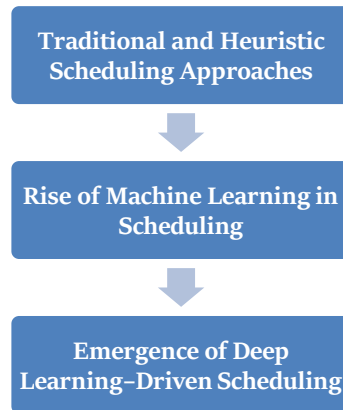 Traditional and Heuristic
Scheduling Approaches
Rise of Machine Learning in
Scheduling
Emergence of Deep
Learning–Driven Scheduling